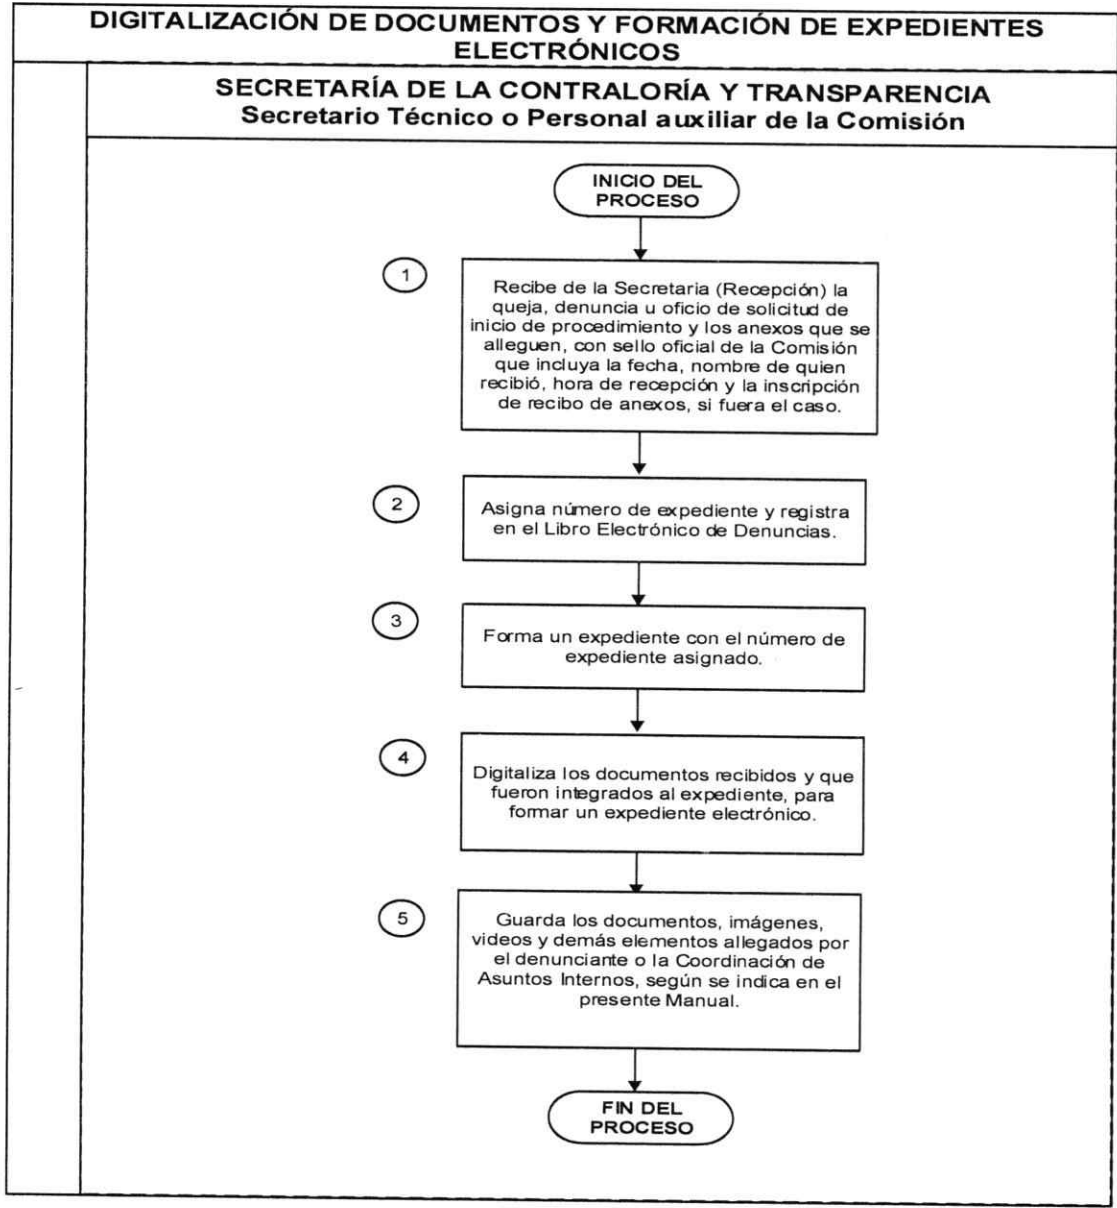 DIGITALIZACIÓN DE DOCUMENTOS Y FORMACIÓN DE EXPEDIENTES
ELECTRÓNICOS
SECRETARÍA DE LA CONTRALORÍA Y TRANSPARENCIA
Secretario Técnico o Personal auxiliar de la Comisión
INICIO DEL
PROCESO
1
Recibe de la Secretaria (Recepción) la
queja, denuncia u oficio de solicitud de
inicio de procedimiento y los anexos que se
alleguen, con sello oficial de la Comisión
que incluya la fecha, nombre de quien
recibió, hora de recepción y la inscripción
de recibo de anexos, si fuera el caso.
2
Asigna número de expediente y registra
en el Libro Electrónico de Denuncias.
3
Forma un expediente con el número de
expediente asignado.
4
Digitaliza los documentos recibidos y que
fueron integrados al expediente, para
formar un expediente electrónico.
5
Guarda los documentos, imágenes,
videos y demás elementos allegados por
el denunciante o la Coordinación de
Asuntos Internos, según se indica en el
presente Manual.
FIN DEL
PROCESO